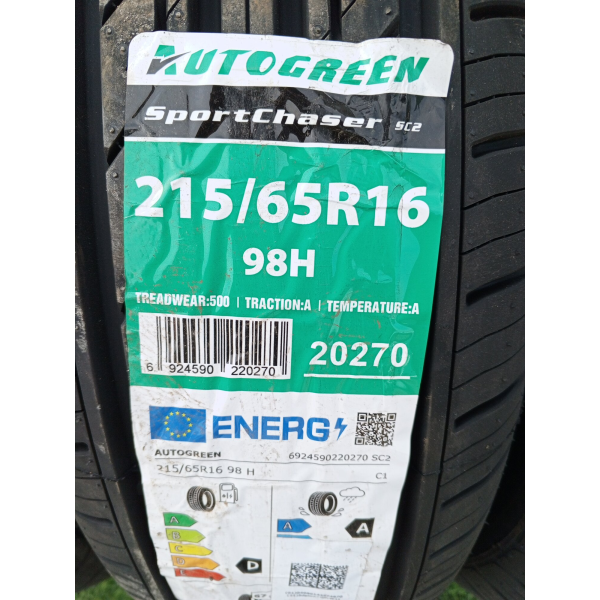 AUTOGREEN
SportChaser SC2
215/65R16
98H
TREADWEAR:500 | TRACTION:A | TEMPERATURE:A
6 924590 220270
20270
ENERG
AUTOGREEN
6924590220270 SC2
215/65R16 98 H
C1
A
B
C
D
A
A